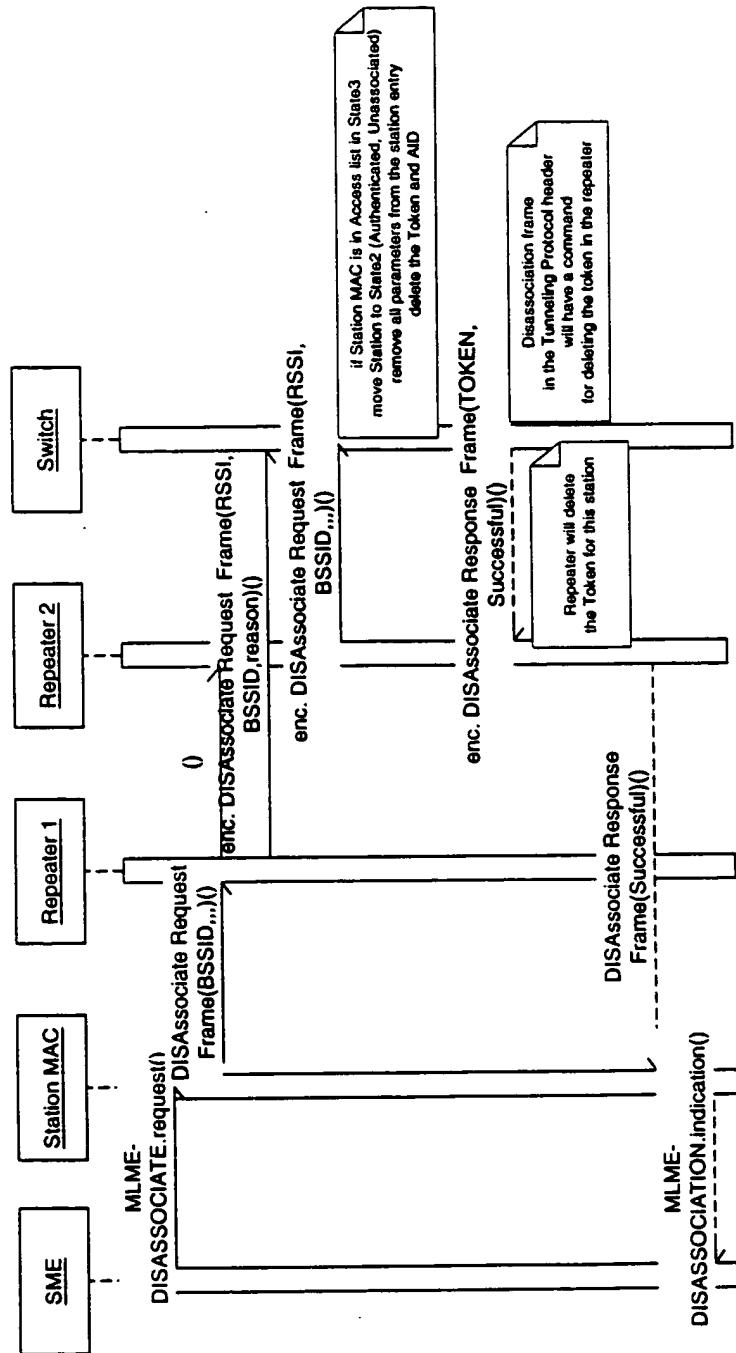 SME
Station MAC
Repeater 1
Repeater 2
Switch
MLME-
DISASSOCIATE.request()
DISAssociate Request
Frame(BSSID,,,)()
()
enc. DISAssociate Request Frame(RSSI,
BSSID,reason)()
enc. DISAssociate Request Frame(RSSI,
BSSID,,,)()
if Station MAC is in Access list in State3
move Station to State2 (Authenticated, Unassociated)
remove all parameters from the station entry
delete the Token and AID
enc. DISAssociate Response Frame(TOKEN,
Successful)()
Disassociation frame
in the Tunneling Protocol header
will have a command
for deleting the token in the repeater
Repeater will delete
the Token for this station
DISAssociate Response
Frame(Successful)()
MLME-
DISASSOCIATION.indication()